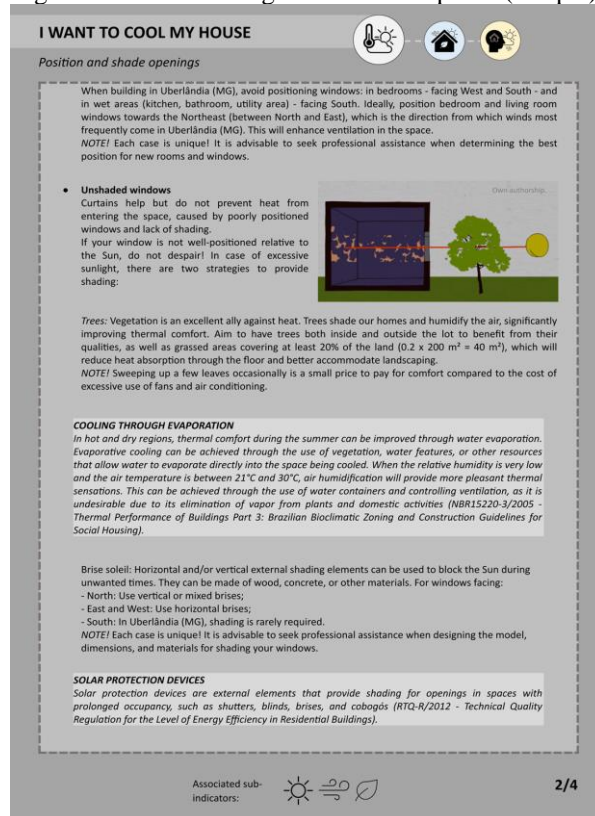 I WANT TO COOL MY HOUSE
Position and shade openings
When building in Uberlândia (MG), avoid positioning windows: in bedrooms - facing West and South - and
in wet areas (kitchen, bathroom, utility area) - facing South. Ideally, position bedroom and living room
windows towards the Northeast (between North and East), which is the direction from which winds most
frequently come in Uberlândia (MG). This will enhance ventilation in the space.
NOTE! Each case is unique! It is advisable to seek professional assistance when determining the best
position for new rooms and windows.
• Unshaded windows
Curtains help but do not prevent heat from
entering the space, caused by poorly positioned
windows and lack of shading.
If your window is not well-positioned relative to
the Sun, do not despair! In case of excessive
sunlight, there are two strategies to provide
shading:
Own authorship.
Trees: Vegetation is an excellent ally against heat. Trees shade our homes and humidify the air, significantly
improving thermal comfort. Aim to have trees both inside and outside the lot to benefit from their
qualities, as well as grassed areas covering at least 20% of the land (0.2 x 200 m² = 40 m²), which will
reduce heat absorption through the floor and better accommodate landscaping.
NOTE! Sweeping up a few leaves occasionally is a small price to pay for comfort compared to the cost of
excessive use of fans and air conditioning.
COOLING THROUGH EVAPORATION
In hot and dry regions, thermal comfort during the summer can be improved through water evaporation.
Evaporative cooling can be achieved through the use of vegetation, water features, or other resources
that allow water to evaporate directly into the space being cooled. When the relative humidity is very low
and the air temperature is between 21°C and 30°C, air humidification will provide more pleasant thermal
sensations. This can be achieved through the use of water containers and controlling ventilation, as it is
undesirable due to its elimination of vapor from plants and domestic activities (NBR15220-3/2005 -
Thermal Performance of Buildings Part 3: Brazilian Bioclimatic Zoning and Construction Guidelines for
Social Housing).
Brise soleil: Horizontal and/or vertical external shading elements can be used to block the Sun during
unwanted times. They can be made of wood, concrete, or other materials. For windows facing:
- North: Use vertical or mixed brises;
- East and West: Use horizontal brises;
- South: In Uberlândia (MG), shading is rarely required.
NOTE! Each case is unique! It is advisable to seek professional assistance when designing the model,
dimensions, and materials for shading your windows.
SOLAR PROTECTION DEVICES
Solar protection devices are external elements that provide shading for openings in spaces with
prolonged occupancy, such as shutters, blinds, brises, and cobogós (RTQ-R/2012 - Technical Quality
Regulation for the Level of Energy Efficiency in Residential Buildings).
Associated sub-
indicators:
2/4